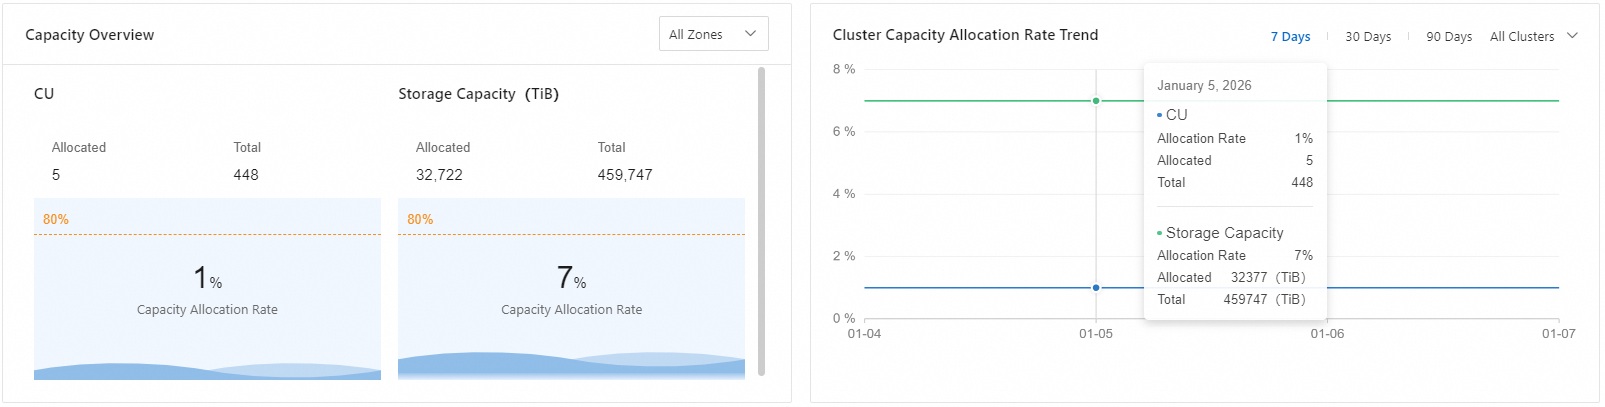 Capacity Overview
All Zones
CU
Allocated Total
5 448
80%
1%
Capacity Allocation Rate
Storage Capacity (TiB)
Allocated Total
32,722 459,747
80%
7%
Capacity Allocation Rate
Cluster Capacity Allocation Rate Trend
7 Days 30 Days 90 Days All Clusters
8 %
6 %
4 %
2 %
0 %
01-04 01-05 01-06 01-07
January 5, 2026
CU
Allocation Rate 1%
Allocated 5
Total 448
Storage Capacity
Allocation Rate 7%
Allocated 32377 (TiB)
Total 459747 (TiB)